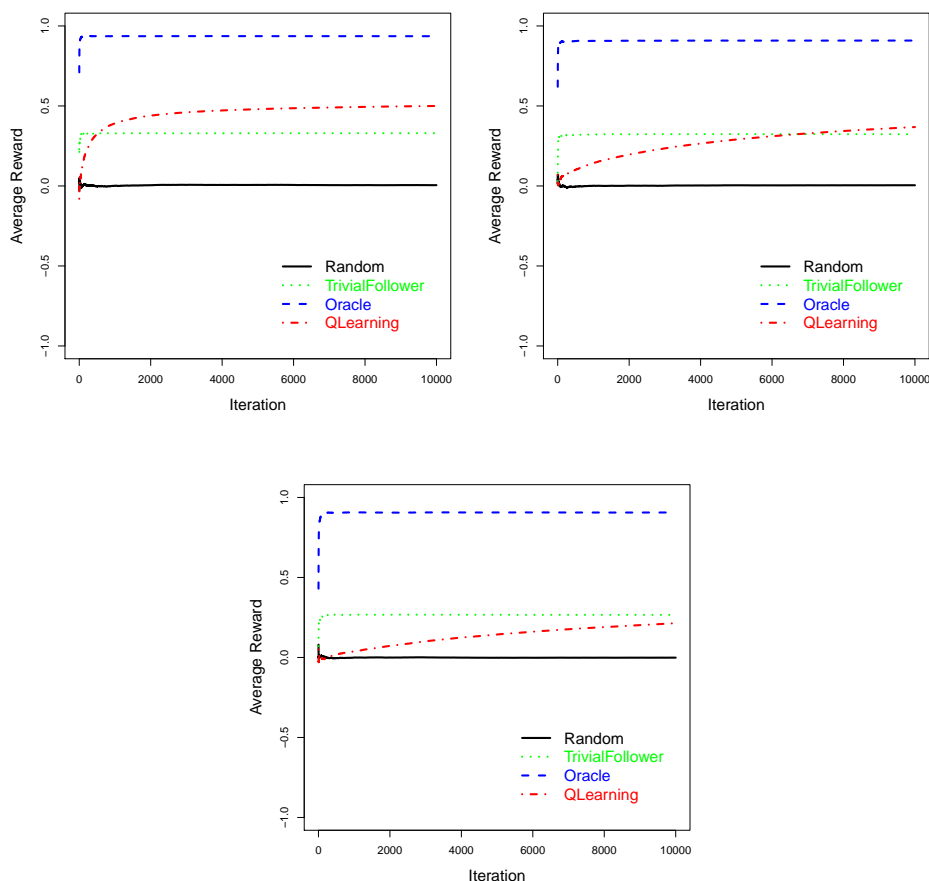 1.0
0.5
0.0
−0.5
−1.0
Average Reward
Random
TrivialFollower
Oracle
QLearning
0 2000 4000 6000 8000 10000
Iteration
1.0
0.5
0.0
−0.5
−1.0
Average Reward
Random
TrivialFollower
Oracle
QLearning
0 2000 4000 6000 8000 10000
Iteration
1.0
0.5
0.0
−0.5
−1.0
Average Reward
Random
TrivialFollower
Oracle
QLearning
0 2000 4000 6000 8000 10000
Iteration